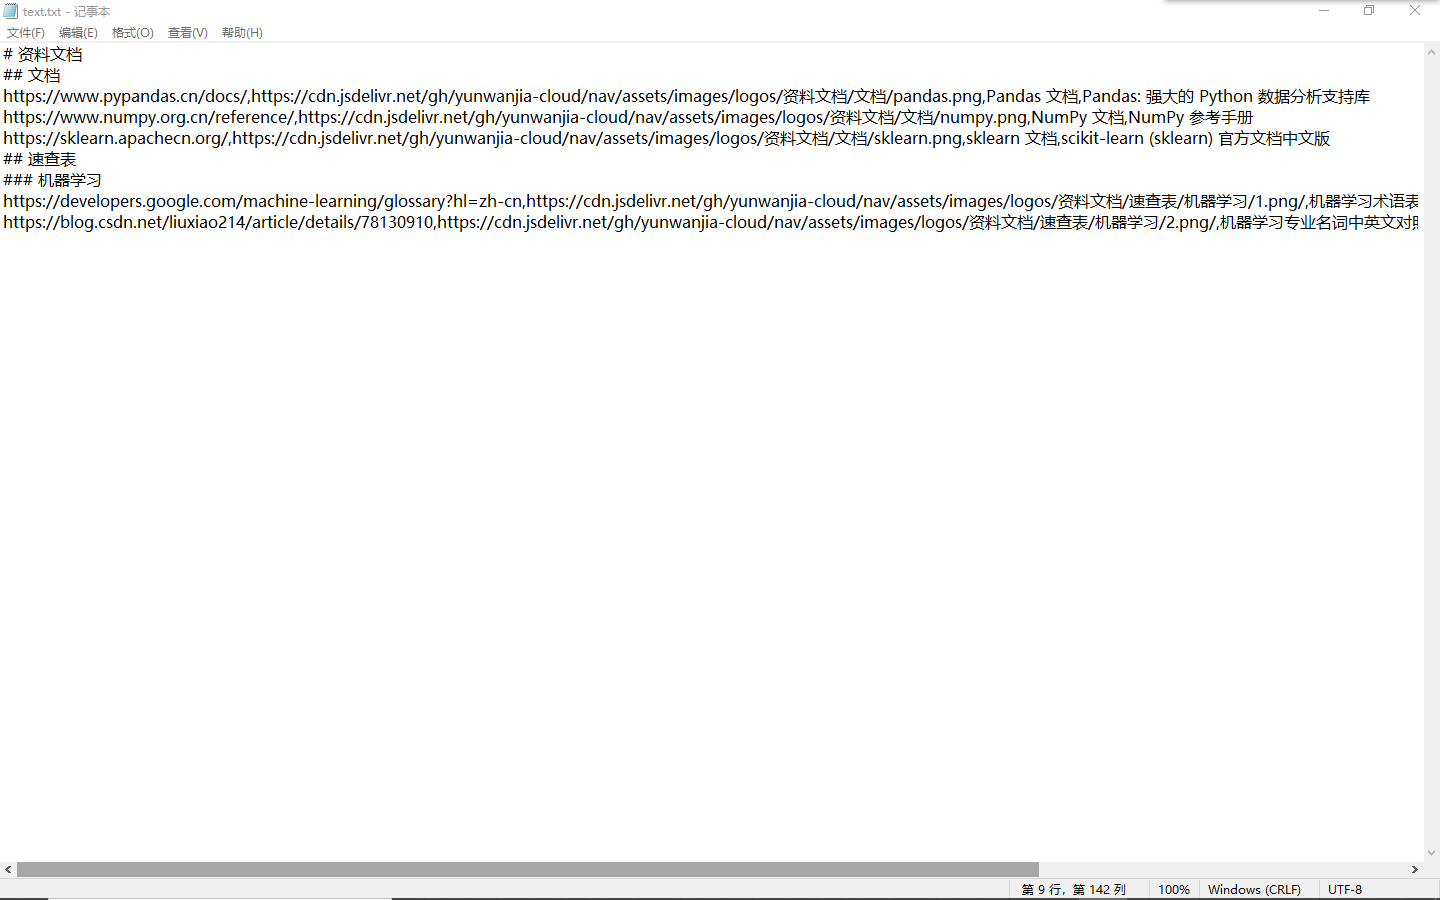 text.txt - 记事本
文件(F) 编辑(E) 格式(O) 查看(V) 帮助(H)
# 资料文档
## 文档
https://www.pypandas.cn/docs/,https://cdn.jsdelivr.net/gh/yunwanjia-cloud/nav/assets/images/logos/资料文档/文档/pandas.png,Pandas 文档,Pandas: 强大的 Python 数据分析支持库
https://www.numpy.org.cn/reference/,https://cdn.jsdelivr.net/gh/yunwanjia-cloud/nav/assets/images/logos/资料文档/文档/numpy.png,NumPy 文档,NumPy 参考手册
https://sklearn.apachecn.org/,https://cdn.jsdelivr.net/gh/yunwanjia-cloud/nav/assets/images/logos/资料文档/文档/sklearn.png,sklearn 文档,scikit-learn (sklearn) 官方文档中文版
## 速查表
### 机器学习
https://developers.google.com/machine-learning/glossary?hl=zh-cn,https://cdn.jsdelivr.net/gh/yunwanjia-cloud/nav/assets/images/logos/资料文档/速查表/机器学习/1.png/,机器学习术语表
https://blog.csdn.net/liuxiao214/article/details/78130910,https://cdn.jsdelivr.net/gh/yunwanjia-cloud/nav/assets/images/logos/资料文档/速查表/机器学习/2.png/,机器学习专业名词中英文对
第 9 行，第 142 列 100% Windows (CRLF) UTF-8